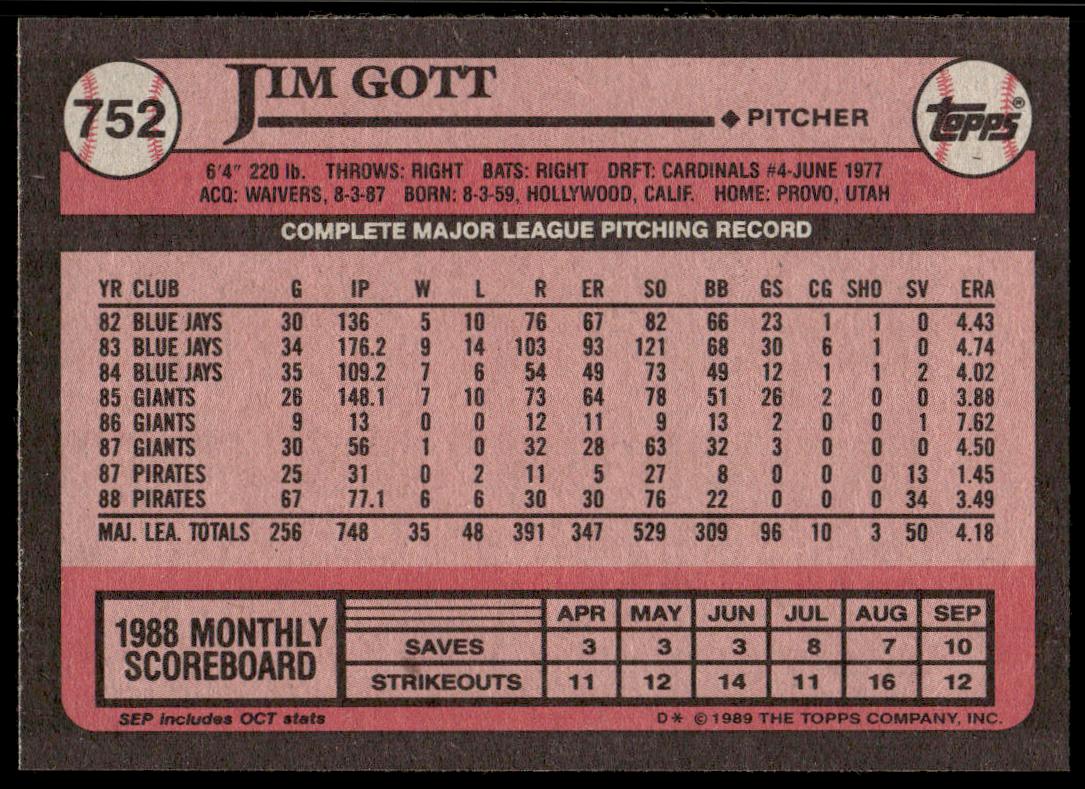 752
JIM GOTT
◆ PITCHER
TOPPS®
6'4" 220 lb. THROWS: RIGHT BATS: RIGHT DRFT: CARDINALS #4-JUNE 1977
ACQ: WAIVERS, 8-3-87 BORN: 8-3-59, HOLLYWOOD, CALIF. HOME: PROVO, UTAH
COMPLETE MAJOR LEAGUE PITCHING RECORD
YR CLUB G IP W L R ER SO BB GS CG SHO SV ERA
82 BLUE JAYS 30 136 5 10 76 67 82 66 23 1 1 0 4.43
83 BLUE JAYS 34 176.2 9 14 103 93 121 68 30 6 1 0 4.74
84 BLUE JAYS 35 109.2 7 6 54 49 73 49 12 1 1 2 4.02
85 GIANTS 26 148.1 7 10 73 64 78 51 26 2 0 0 3.88
86 GIANTS 9 13 0 0 12 11 9 13 2 0 0 1 7.62
87 GIANTS 30 56 1 0 32 28 63 32 3 0 0 0 4.50
87 PIRATES 25 31 0 2 11 5 27 8 0 0 0 13 1.45
88 PIRATES 67 77.1 6 6 30 30 76 22 0 0 0 34 3.49
MAJ. LEA. TOTALS 256 748 35 48 391 347 529 309 96 10 3 50 4.18
1988 MONTHLY
SCOREBOARD
APR MAY JUN JUL AUG SEP
SAVES 3 3 3 8 7 10
STRIKEOUTS 11 12 14 11 16 12
SEP includes OCT stats
D* © 1989 THE TOPPS COMPANY, INC.